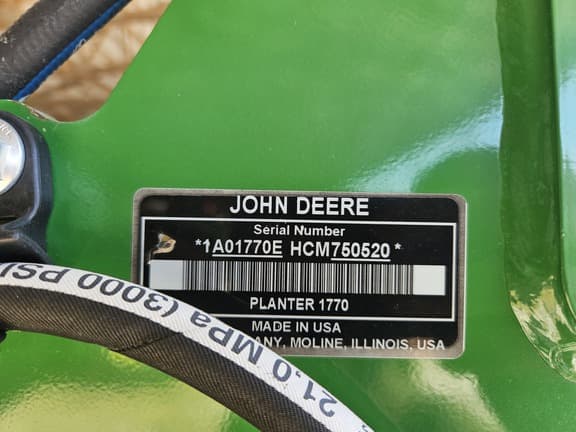 JOHN DEERE
Serial Number
*1A01770E HCM750520*
PLANTER 1770
MADE IN USA
ANY, MOLINE, ILLINOIS, USA
21.0 MPa (3000 PSI